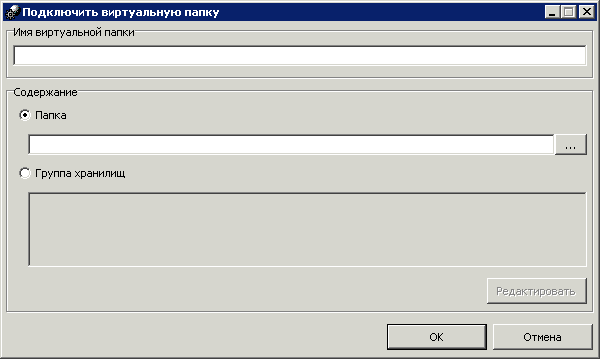 Подключить виртуальную папку
Имя виртуальной папки
Содержание
Папка
...
Группа хранилищ
Редактировать
OK
Отмена